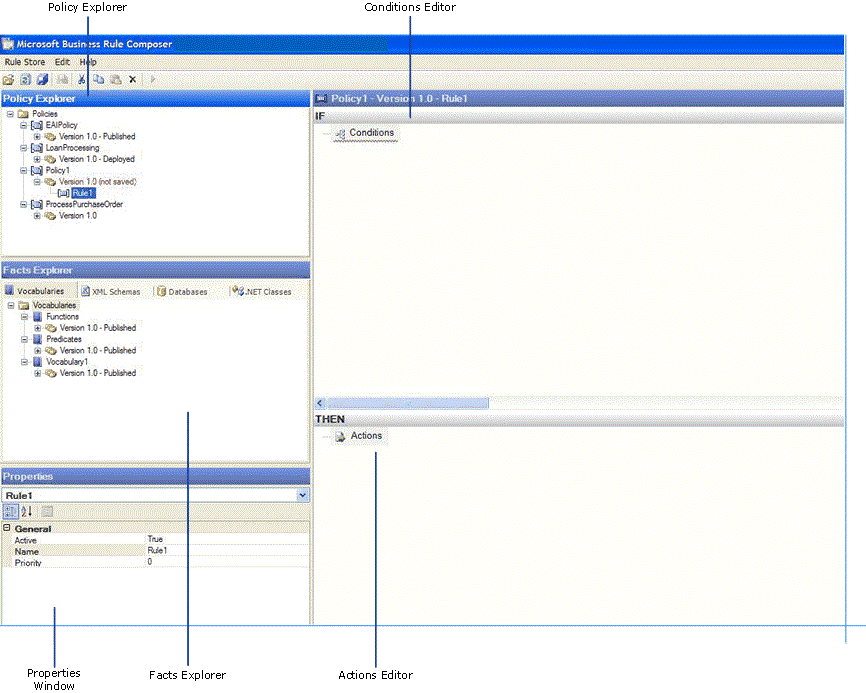 Policy Explorer
Conditions Editor
Microsoft Business Rule Composer
Rule Store Edit Help
Policy Explorer
Policies
EAIPolicy
Version 1.0 - Published
LoanProcessing
Version 1.0 - Deployed
Policy1
Version 1.0 (not saved)
Rule1
ProcessPurchaseOrder
Version 1.0
Policy1 - Version 1.0 - Rule1
IF
Conditions
Facts Explorer
Vocabularies XML Schemas Databases .NET Classes
Vocabularies
Functions
Version 1.0 - Published
Predicates
Version 1.0 - Published
Vocabulary1
Version 1.0 - Published
THEN
Actions
Properties
Rule1
General
Active True
Name Rule1
Priority 0
Properties
Window
Facts Explorer
Actions Editor